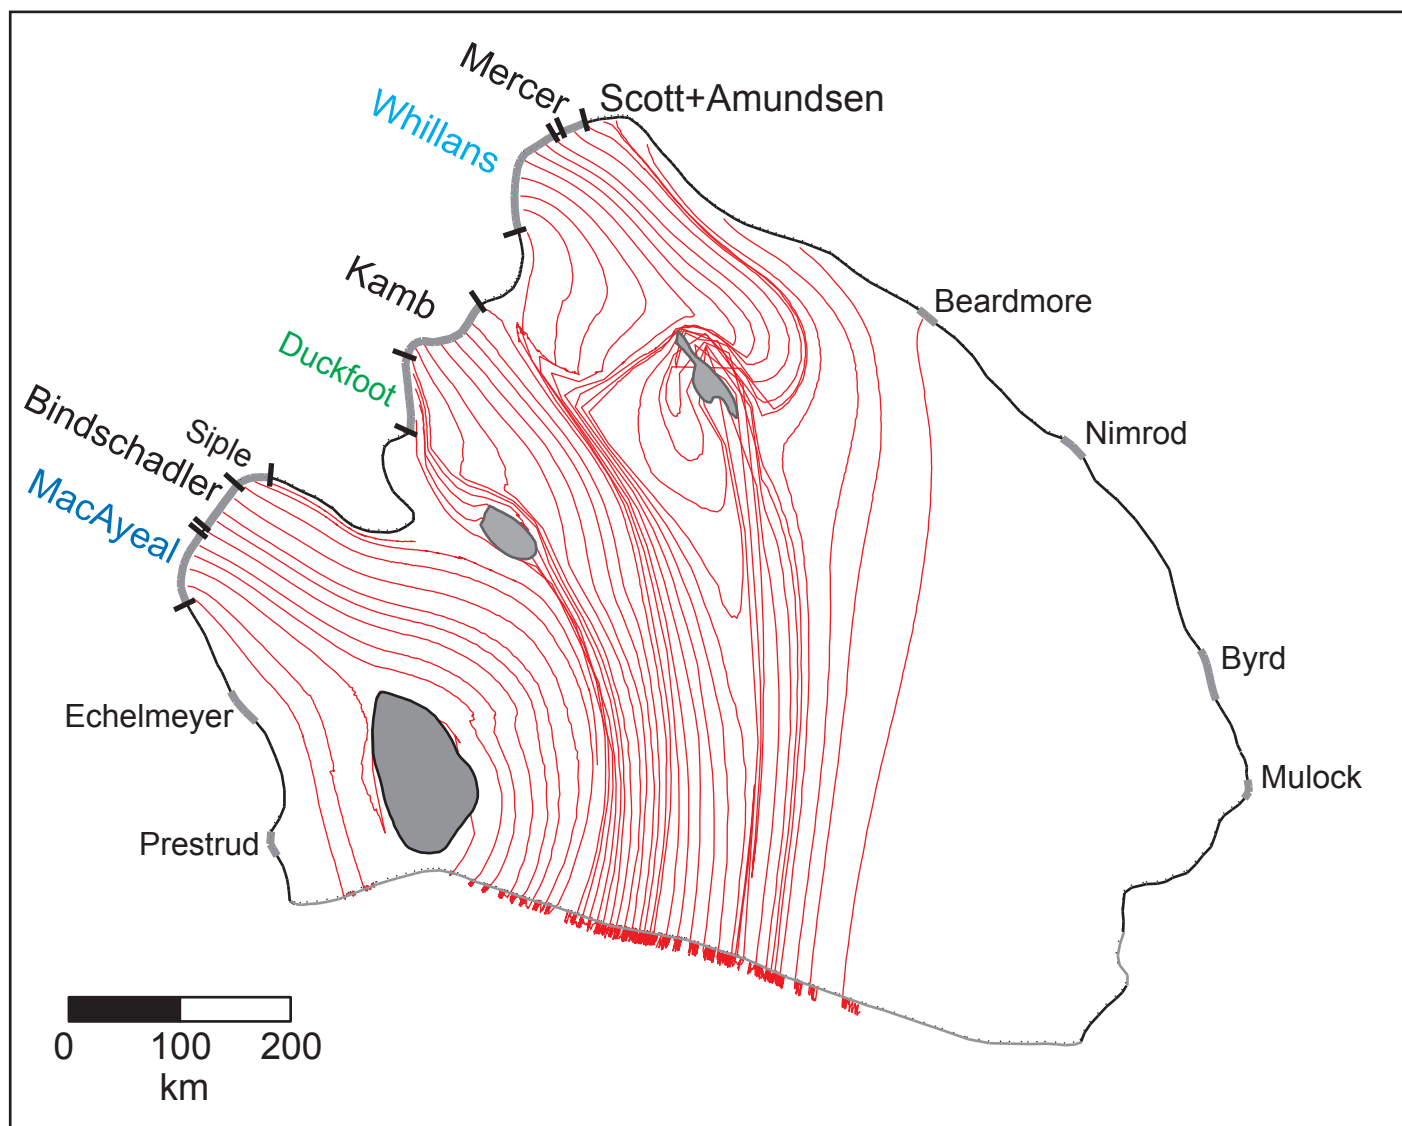 Mercer
Scott+Amundsen
Whillans
Kamb
Beardmore
Duckfoot
Bindschadler
Siple
Nimrod
MacAyeal
Byrd
Echelmeyer
Mulock
Prestrud
0 100 200
km